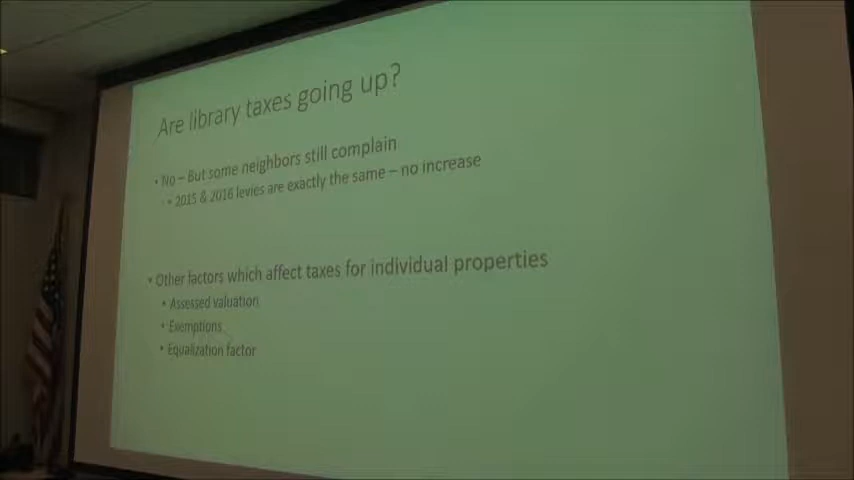 Are library taxes going up?
• No – But some neighbors still complain
• 2015 & 2016 levies are exactly the same – no increase
• Other factors which affect taxes for individual properties
• Assessed valuation
• Exemptions
• Equalization factor